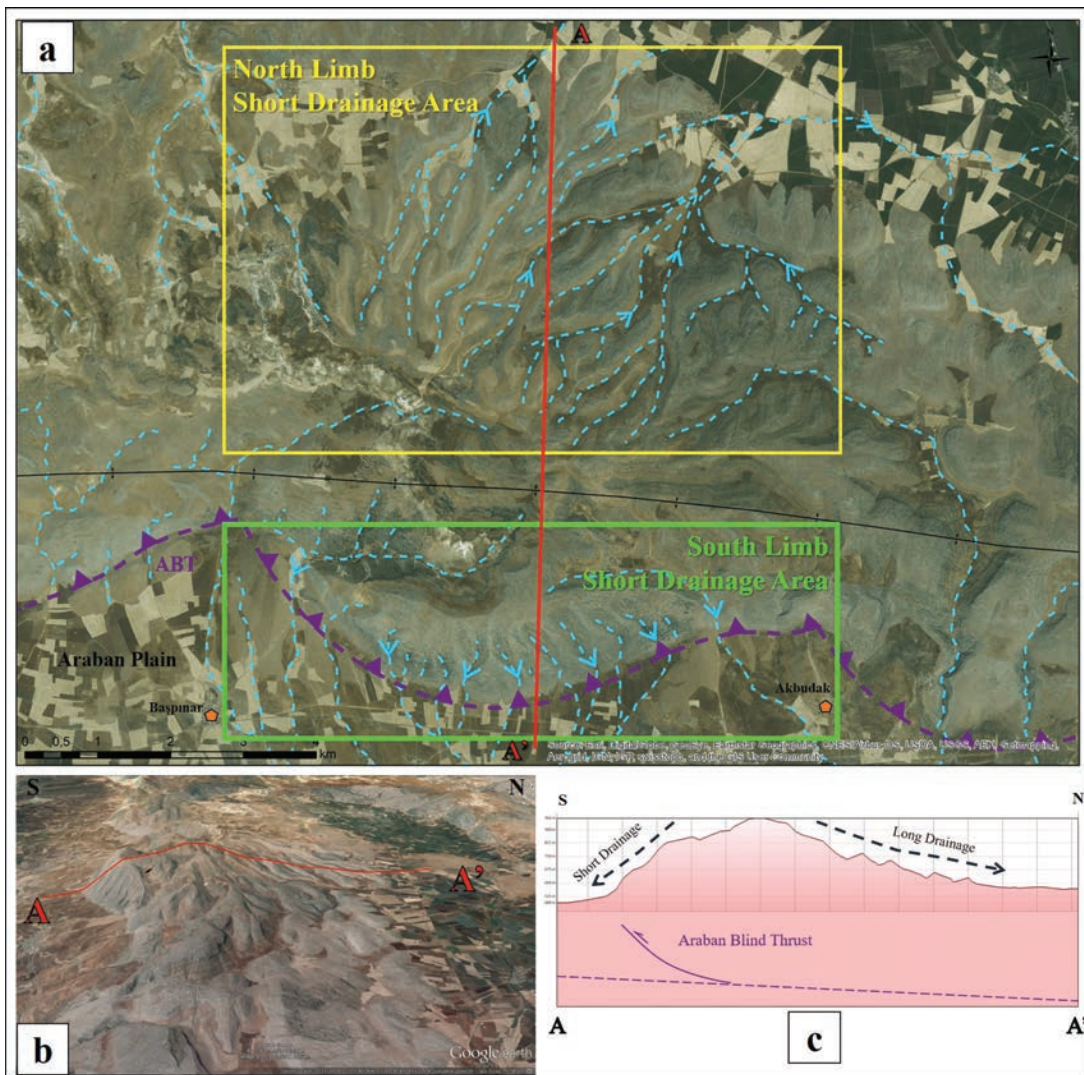 a
A
North Limb
Short Drainage Area
South Limb
Short Drainage Area
ABT
Araban Plain
Başpınar
Akbudak
0 0,5 1 2 3 4
km
A'
S N
A
A'
b
Google earth
S N
Short Drainage
Long Drainage
Araban Blind Thrust
A A'
c